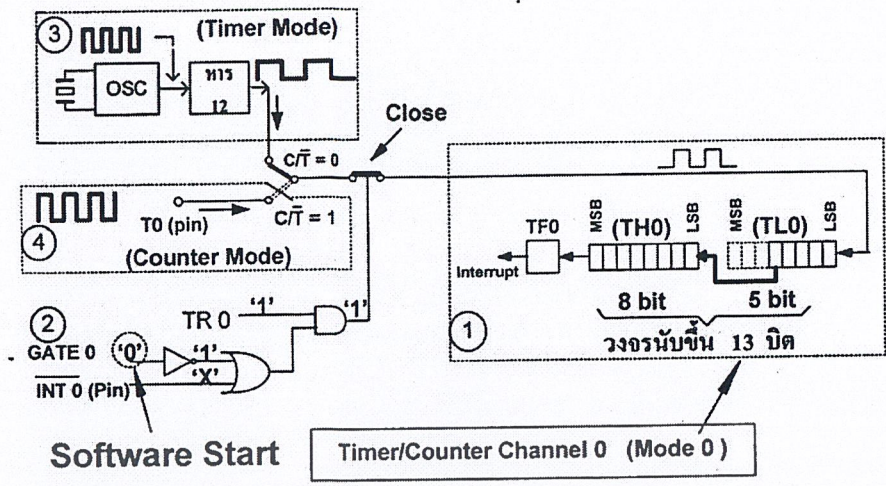 3
(Timer Mode)
OSC
หาร
12
Close
C/T̅ = 0
T0 (pin)
C/T̅ = 1
4
(Counter Mode)
MSB
LSB
MSB
LSB
TF0
(TH0)
(TL0)
Interrupt
8 bit
5 bit
1
วงจรนับขึ้น 13 บิต
2
TR 0
'1'
'1'
GATE 0
'0'
'1'
I̅N̅T̅ 0 (Pin)
'X'
Software Start
Timer/Counter Channel 0 (Mode 0 )